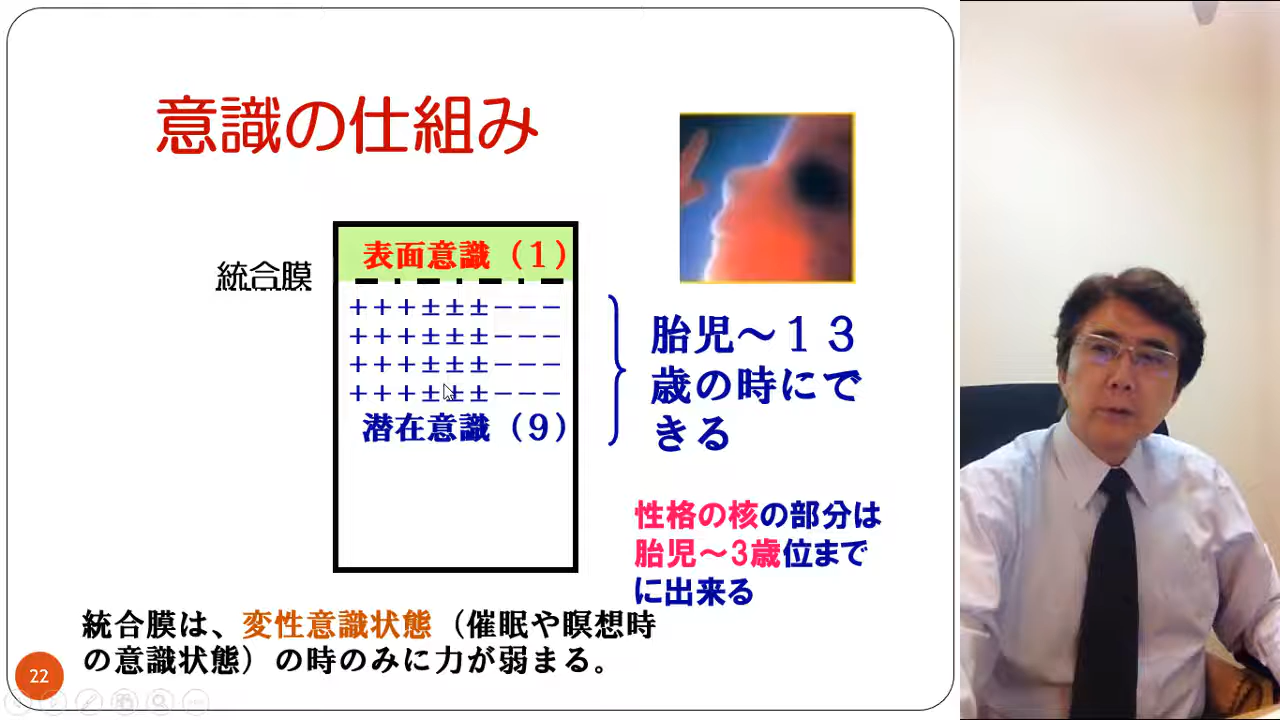 意識の仕組み
統合膜
表面意識（1）
+++±±±−−−
+++±±±−−−
+++±±±−−−
+++±±±−−−
潜在意識（9）
胎児～１３
歳の時にで
きる
性格の核の部分は
胎児～3歳位まで
に出来る
統合膜は、変性意識状態（催眠や瞑想時
の意識状態）の時のみに力が弱まる。
22